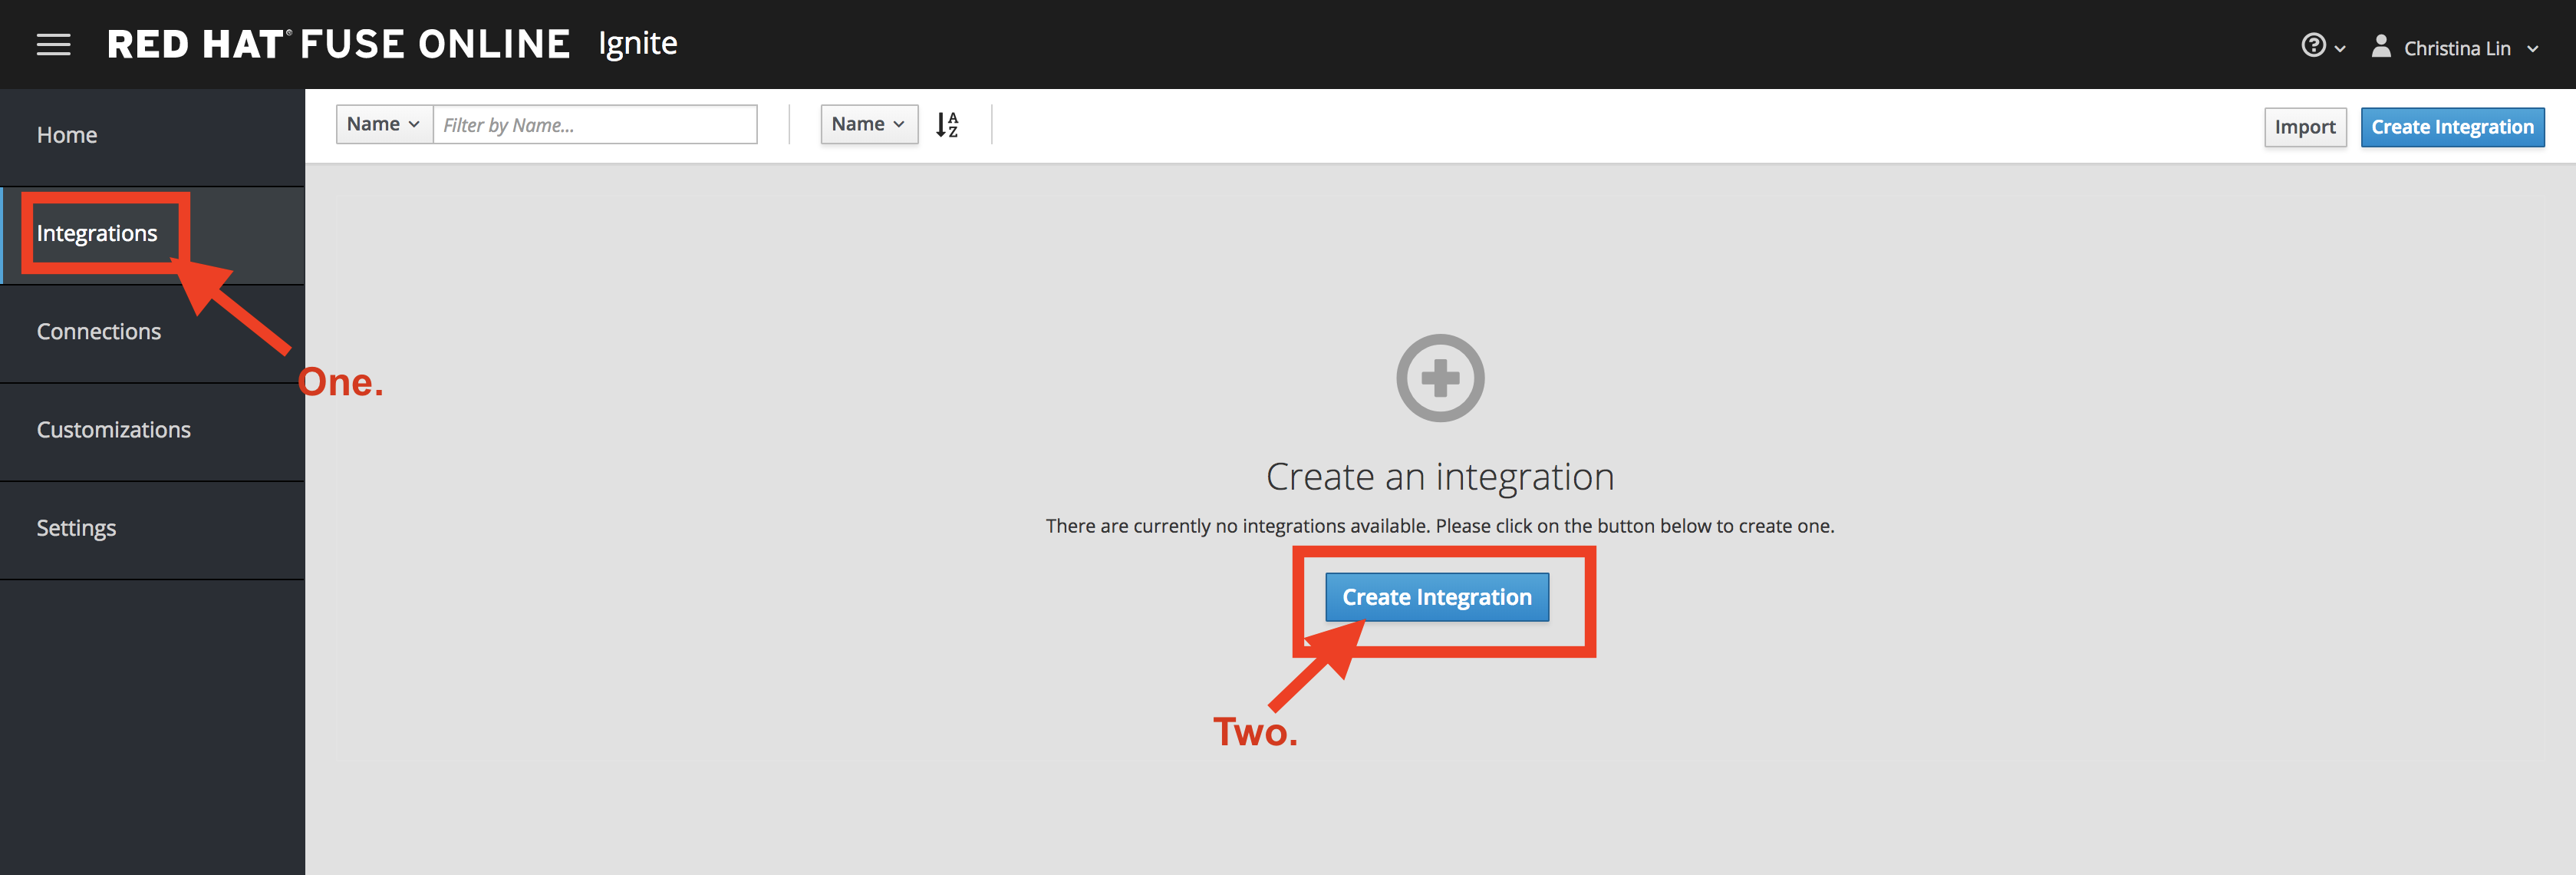 RED HAT® FUSE ONLINE Ignite
Christina Lin
Home
Integrations
Connections
Customizations
Settings
Name
Filter by Name...
Name
A
Z
Import
Create Integration
One.
Create an integration
There are currently no integrations available. Please click on the button below to create one.
Create Integration
Two.